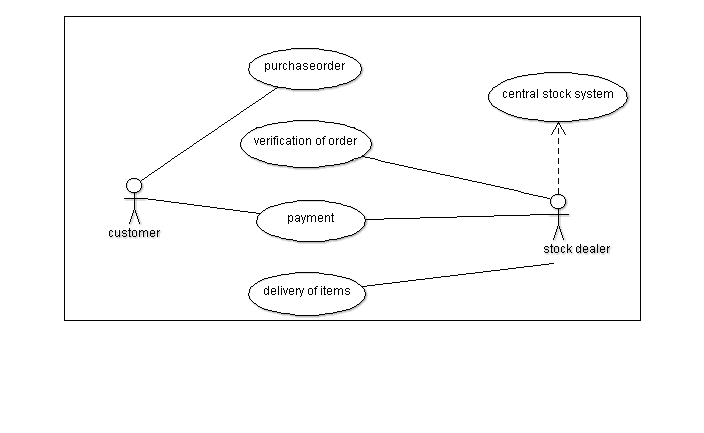 purchaseorder
central stock system
verification of order
payment
customer
stock dealer
delivery of items